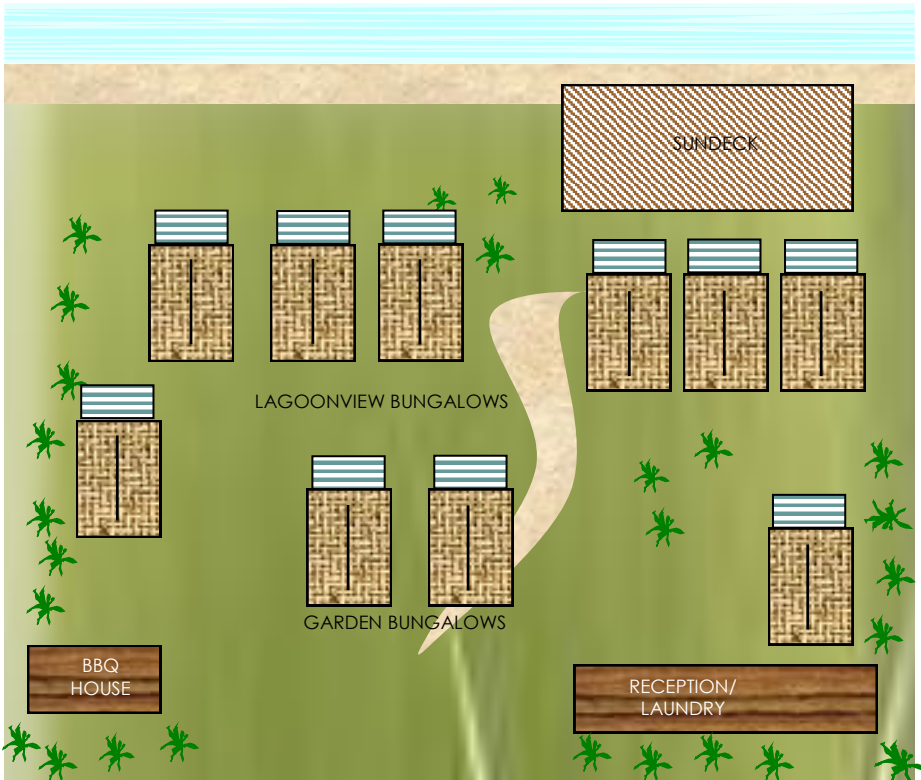 SUNDECK
LAGOONVIEW BUNGALOWS
GARDEN BUNGALOWS
BBQ
HOUSE
RECEPTION/
LAUNDRY